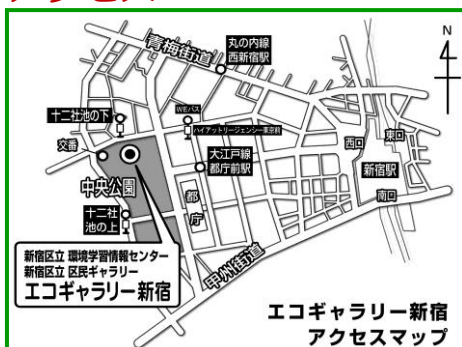 N
青梅街道
丸の内線
西新宿駅
十二社池の下
WEバス
ハイアットリージェンシー東京前
交番
大江戸線
都庁前駅
西口
東口
新宿駅
南口
中央公園
都庁
十二社
池の上
甲州街道
新宿区立 環境学習情報センター
新宿区立 区民ギャラリー
エコギャラリー新宿
エコギャラリー新宿
アクセスマップ